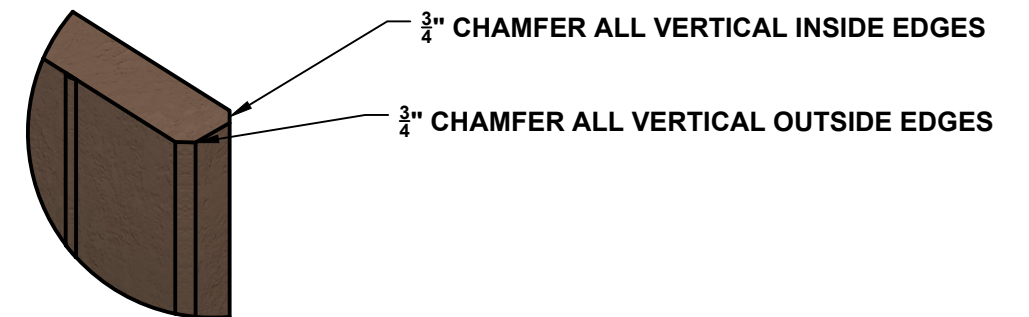 3/4" CHAMFER ALL VERTICAL INSIDE EDGES
3/4" CHAMFER ALL VERTICAL OUTSIDE EDGES